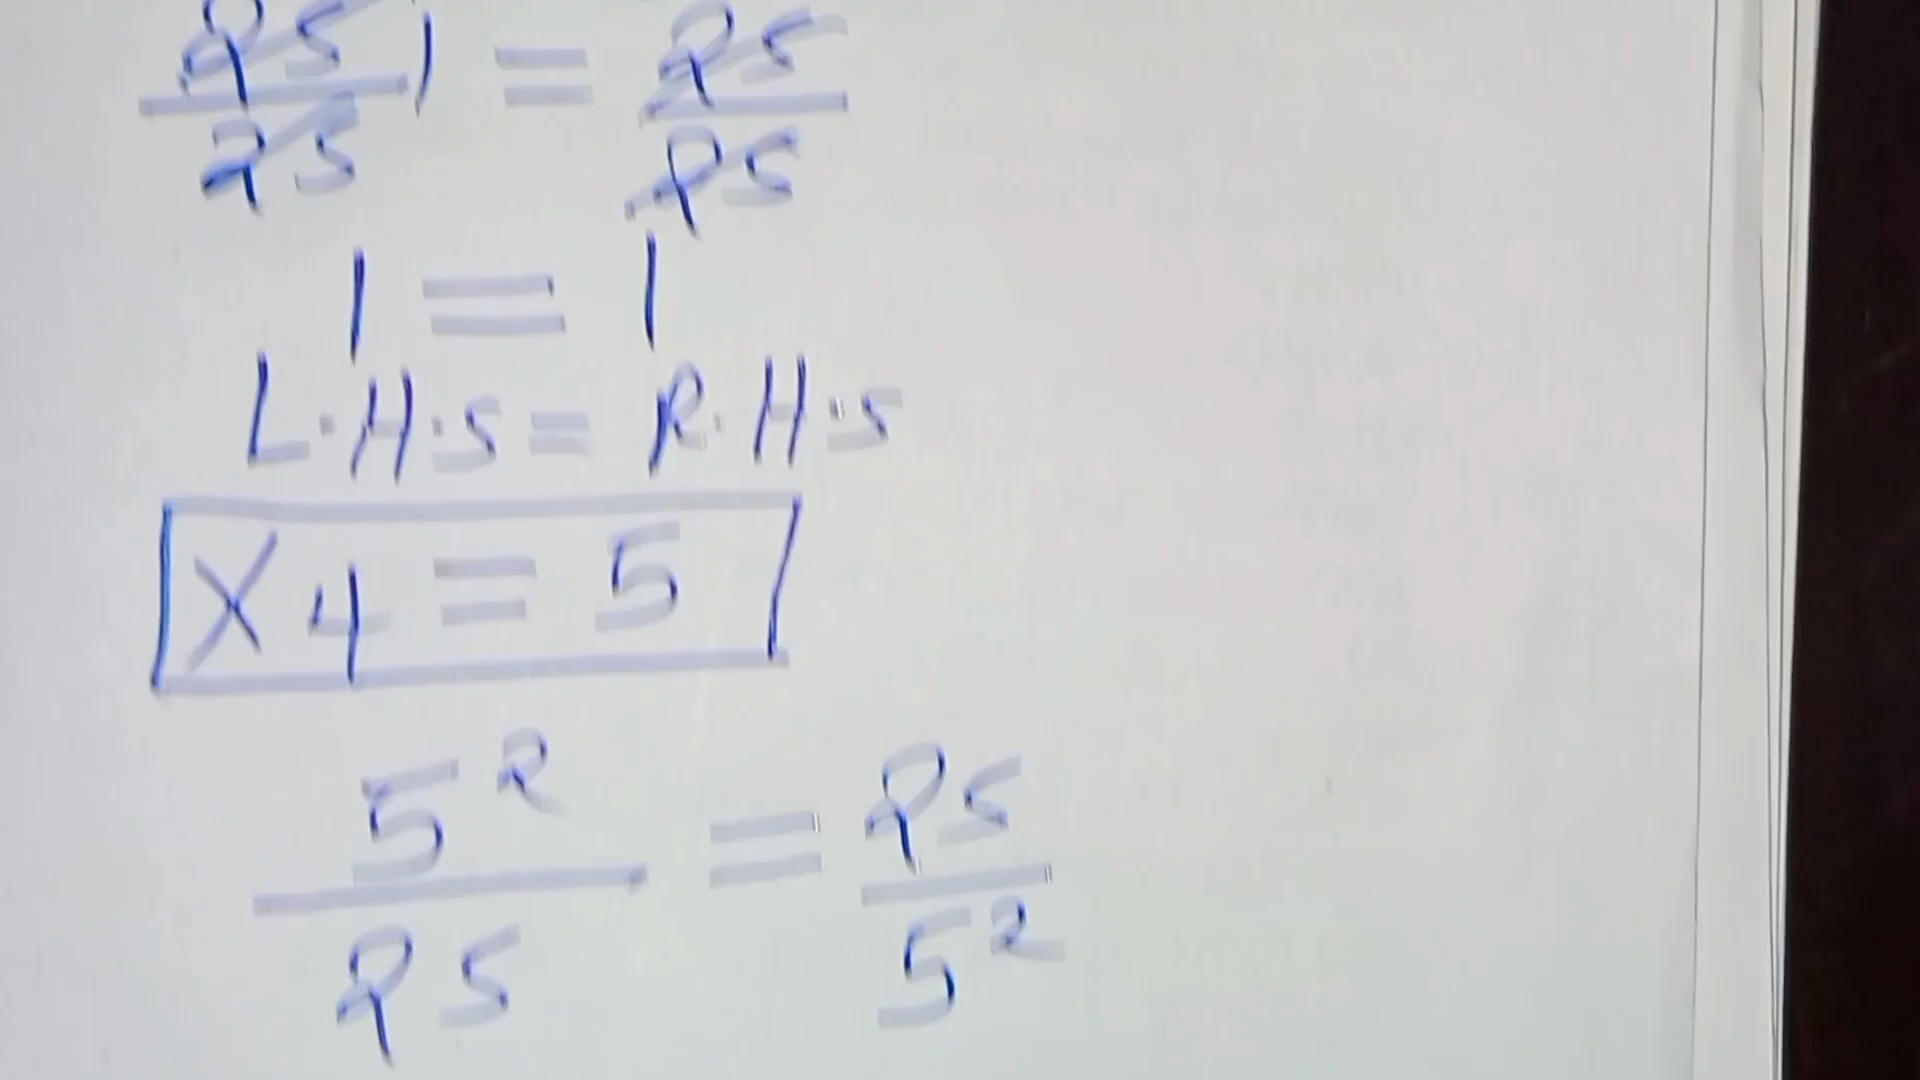 25/25 = 25/25
1 = 1
L.H.S = R.H.S
X4 = 5
5²/25 = 25/5²